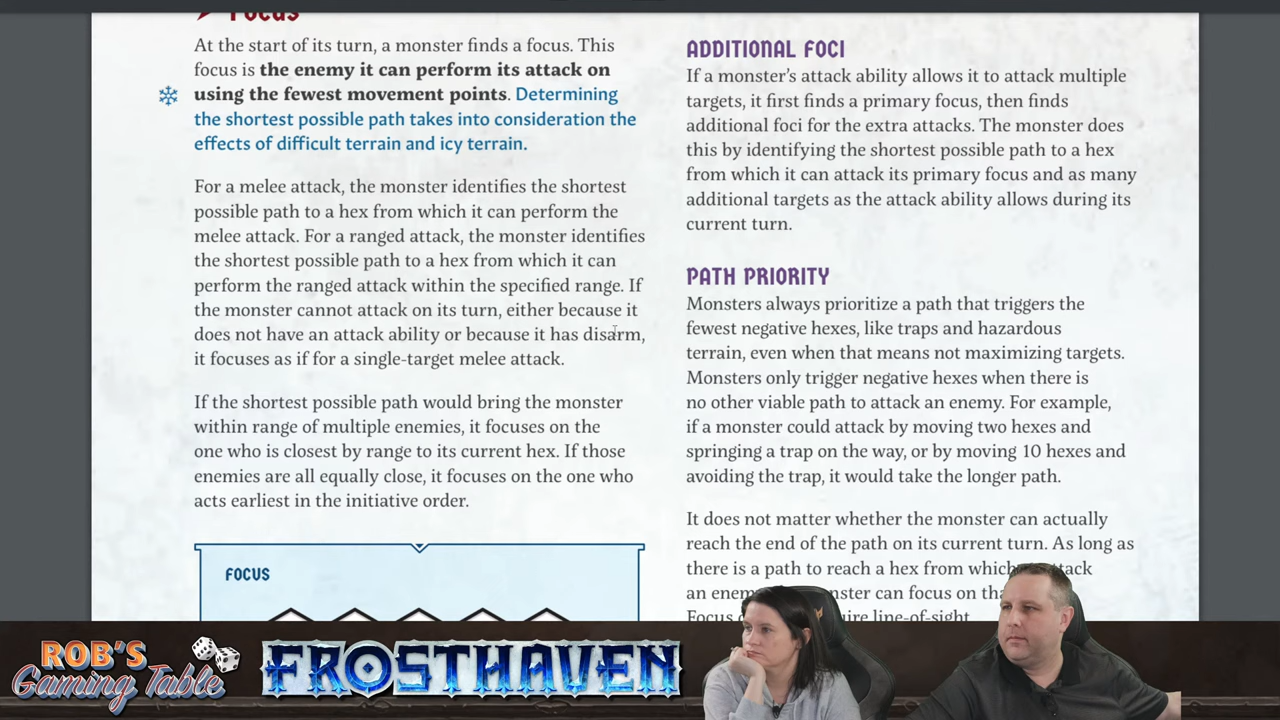 Focus
At the start of its turn, a monster finds a focus. This
focus is the enemy it can perform its attack on
using the fewest movement points. Determining
the shortest possible path takes into consideration the
effects of difficult terrain and icy terrain.
For a melee attack, the monster identifies the shortest
possible path to a hex from which it can perform the
melee attack. For a ranged attack, the monster identifies
the shortest possible path to a hex from which it can
perform the ranged attack within the specified range. If
the monster cannot attack on its turn, either because it
does not have an attack ability or because it has disarm,
it focuses as if for a single-target melee attack.
If the shortest possible path would bring the monster
within range of multiple enemies, it focuses on the
one who is closest by range to its current hex. If those
enemies are all equally close, it focuses on the one who
acts earliest in the initiative order.
FOCUS
ADDITIONAL FOCI
If a monster's attack ability allows it to attack multiple
targets, it first finds a primary focus, then finds
additional foci for the extra attacks. The monster does
this by identifying the shortest possible path to a hex
from which it can attack its primary focus and as many
additional targets as the attack ability allows during its
current turn.
PATH PRIORITY
Monsters always prioritize a path that triggers the
fewest negative hexes, like traps and hazardous
terrain, even when that means not maximizing targets.
Monsters only trigger negative hexes when there is
no other viable path to attack an enemy. For example,
if a monster could attack by moving two hexes and
springing a trap on the way, or by moving 10 hexes and
avoiding the trap, it would take the longer path.
It does not matter whether the monster can actually
reach the end of the path on its current turn. As long as
there is a path to reach a hex from which
an can focus on
Focus line-of-sight
ROB'S
Gaming Table
FROSTHAVEN